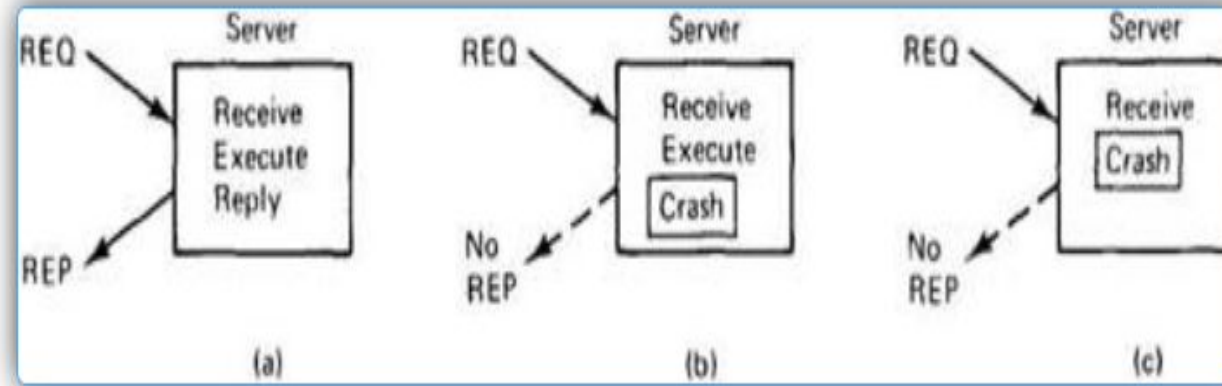 Server
REQ
Receive
Execute
Reply
REP
(a)
Server
REQ
Receive
Execute
Crash
No
REP
(b)
Server
REQ
Receive
Crash
No
REP
(c)